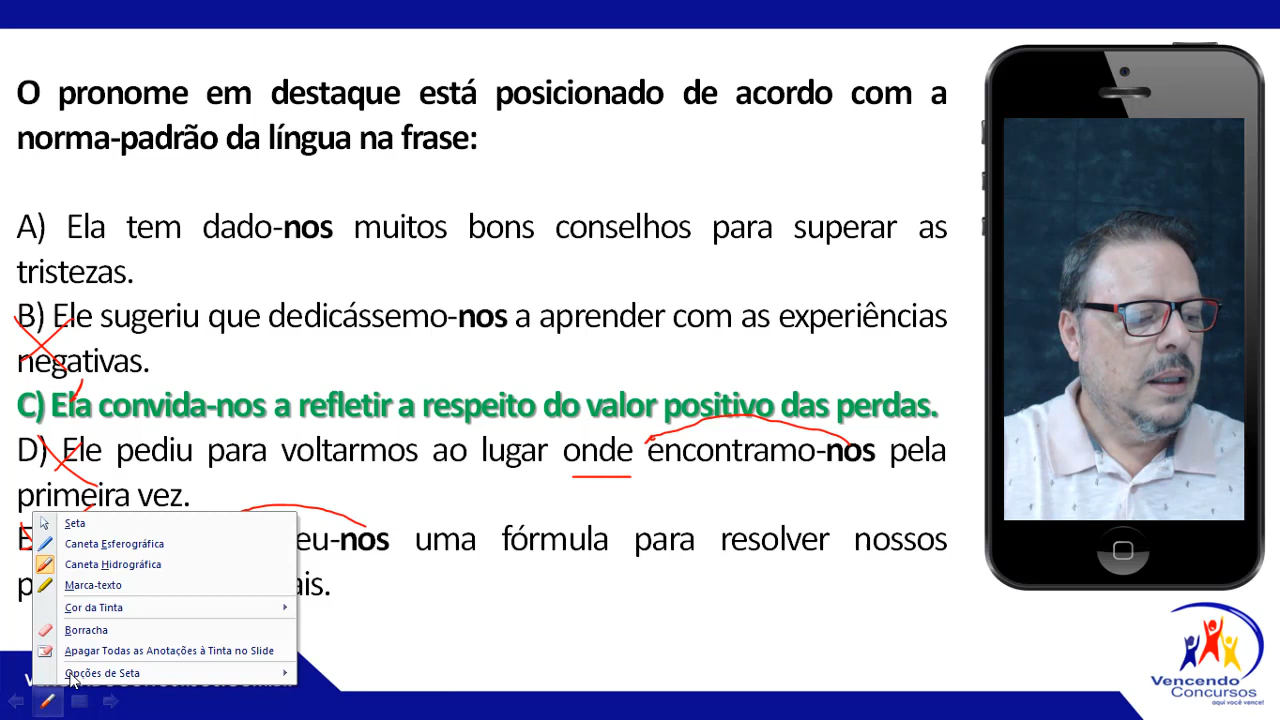 O pronome em destaque está posicionado de acordo com a
norma-padrão da língua na frase:
A) Ela tem dado-nos muitos bons conselhos para superar as
tristezas.
B) Ele sugeriu que dedicássemo-nos a aprender com as experiências
negativas.
C) Ela convida-nos a refletir a respeito do valor positivo das perdas.
D) Ele pediu para voltarmos ao lugar onde encontramo-nos pela
primeira vez.
eu-nos uma fórmula para resolver nossos
ais.
Seta
Caneta Esferográfica
Caneta Hidrográfica
Marca-texto
Cor da Tinta
Borracha
Apagar Todas as Anotações à Tinta no Slide
Opções de Seta
Vencendo
Concursos
aqui você vence!